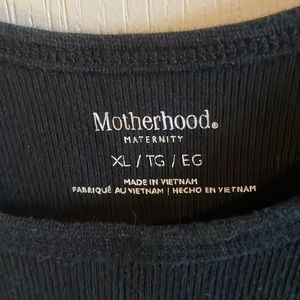 Motherhood®
MATERNITY
XL / TG / EG
MADE IN VIETNAM
FABRIQUÉ AU VIETNAM | HECHO EN VIETNAM